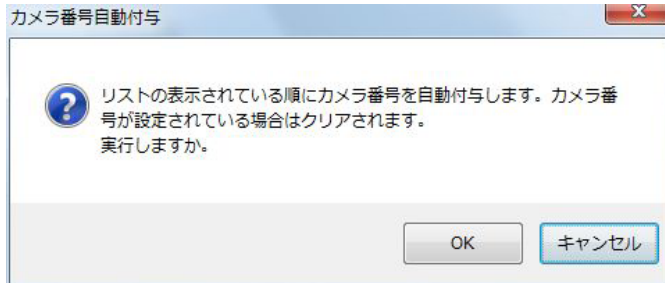 カメラ番号自動付与
リストの表示されている順にカメラ番号を自動付与します。カメラ番
号が設定されている場合はクリアされます。
実行しますか。
OK
キャンセル